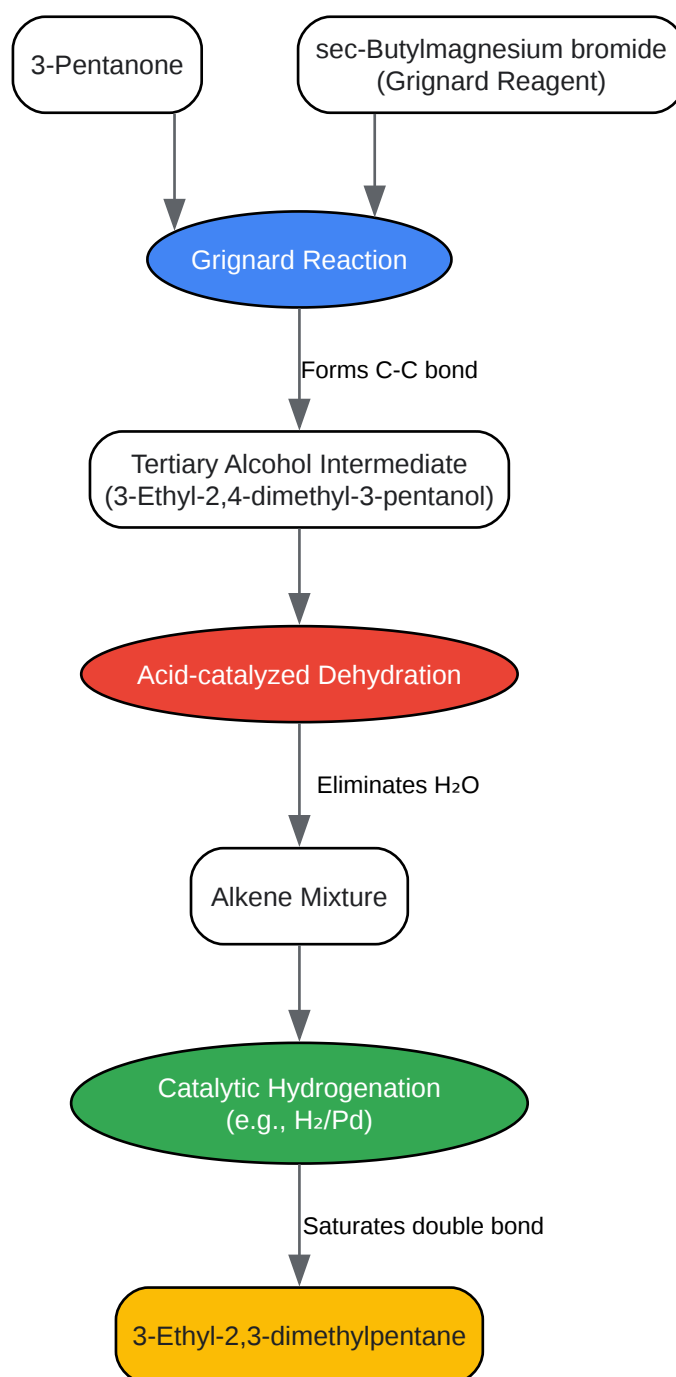 3-Pentanone
sec-Butylmagnesium bromide
(Grignard Reagent)
Grignard Reaction
Forms C-C bond
Tertiary Alcohol Intermediate
(3-Ethyl-2,4-dimethyl-3-pentanol)
Acid-catalyzed Dehydration
Eliminates H₂O
Alkene Mixture
Catalytic Hydrogenation
(e.g., H₂/Pd)
Saturates double bond
3-Ethyl-2,3-dimethylpentane